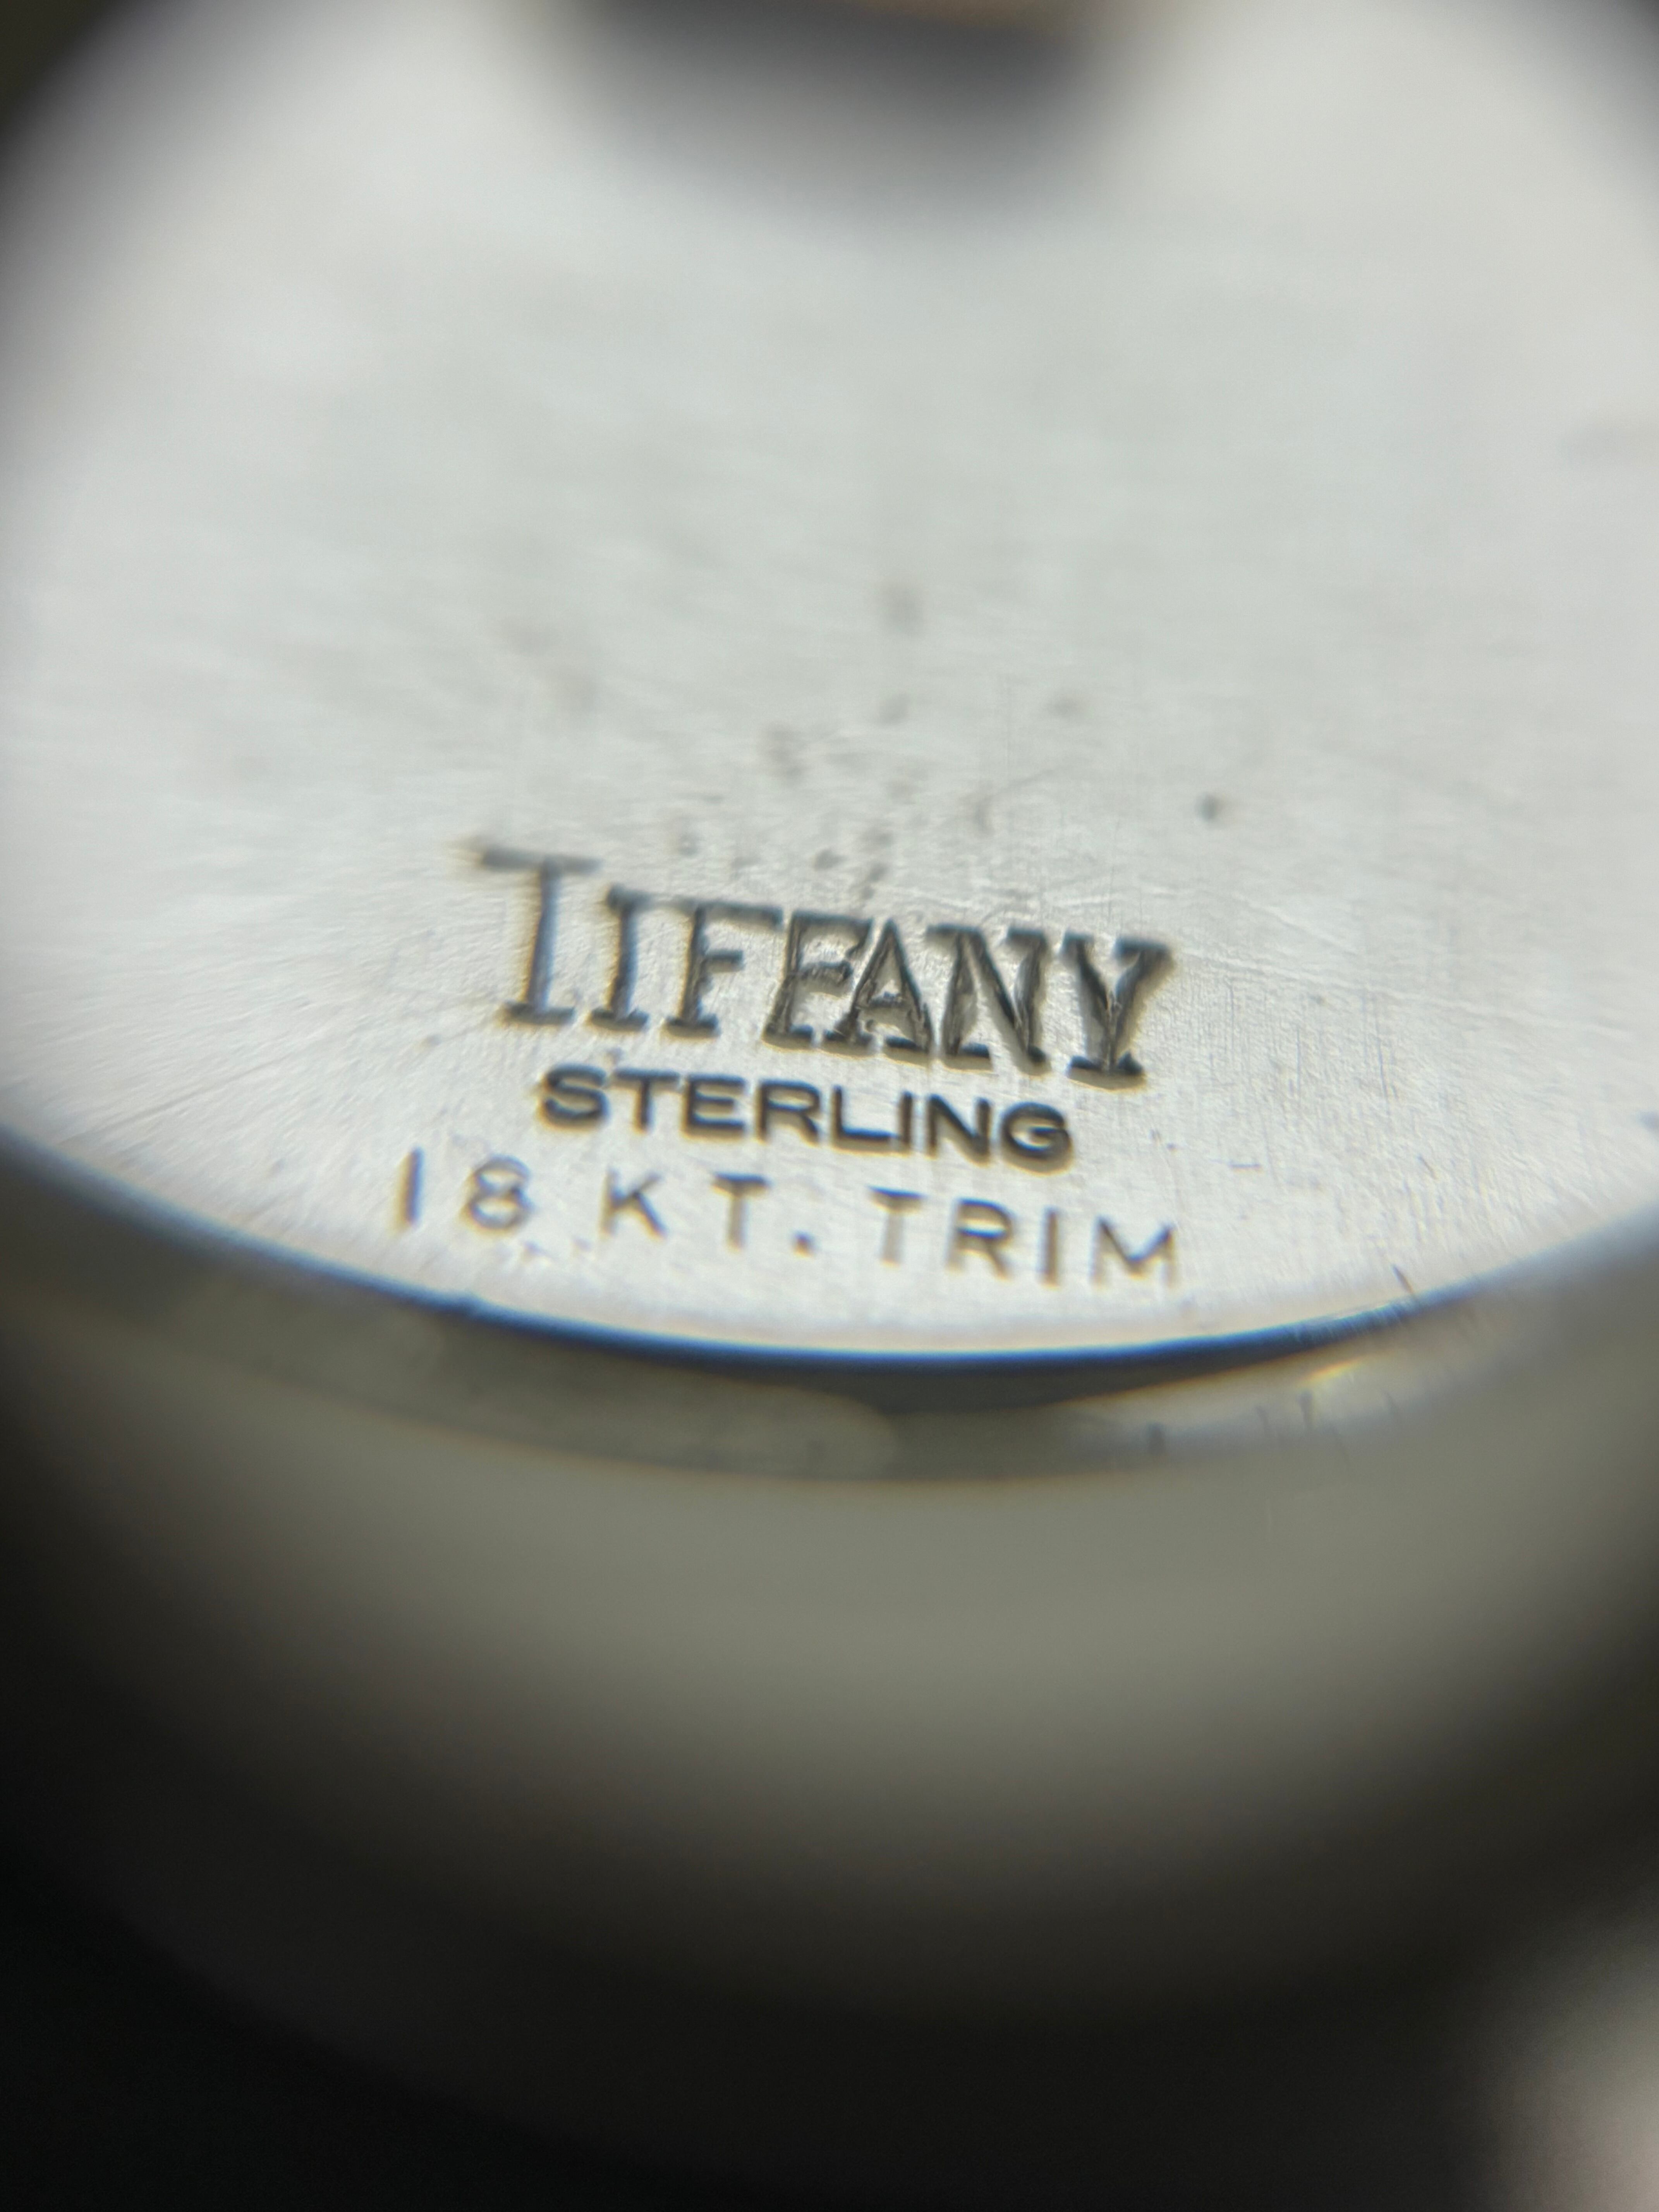 TIFFANY
STERLING
18 KT. TRIM